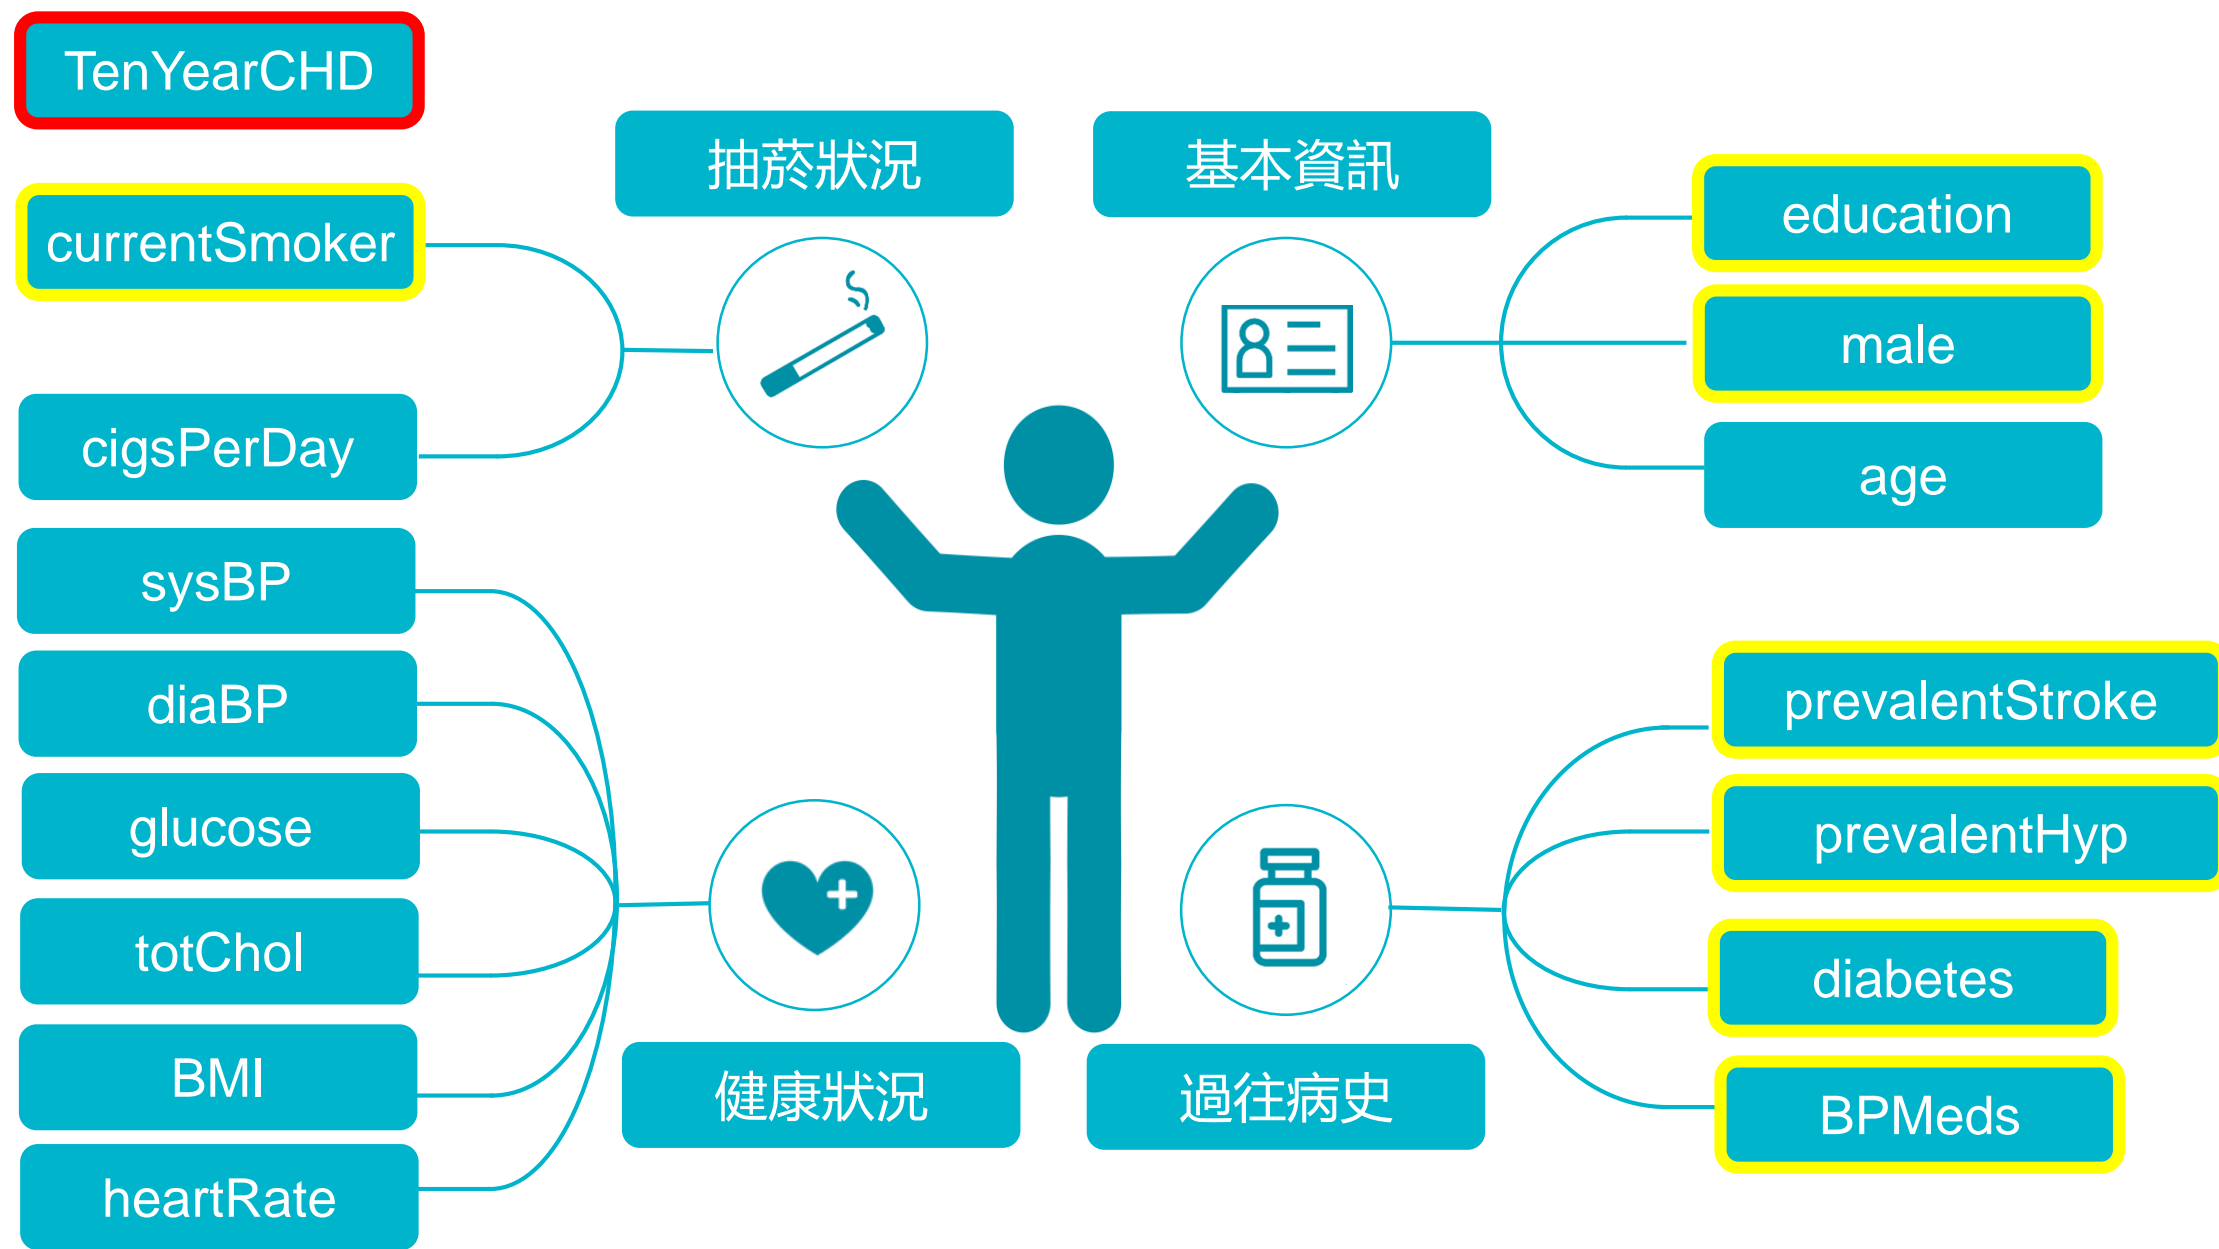 TenYearCHD
抽菸狀況
基本資訊
currentSmoker
cigsPerDay
education
male
age
sysBP
diaBP
glucose
totChol
BMI
heartRate
prevalentStroke
prevalentHyp
diabetes
BPMeds
健康狀況
過往病史